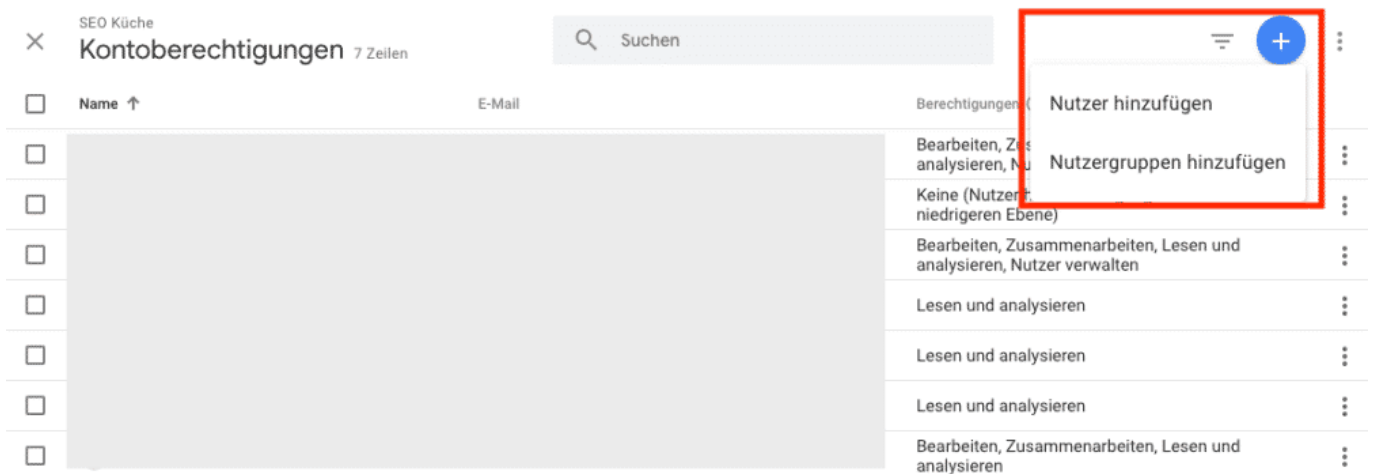 SEO Küche
Kontoberechtigungen 7 Zeilen
Suchen
Name ↑
E-Mail
Berechtigungen (
Nutzer hinzufügen
Nutzergruppen hinzufügen
Bearbeiten,
analysieren,
Keine (Nutzer
niedrigeren Ebene)
Bearbeiten, Zusammenarbeiten, Lesen und
analysieren, Nutzer verwalten
Lesen und analysieren
Lesen und analysieren
Lesen und analysieren
Bearbeiten, Zusammenarbeiten, Lesen und
analysieren